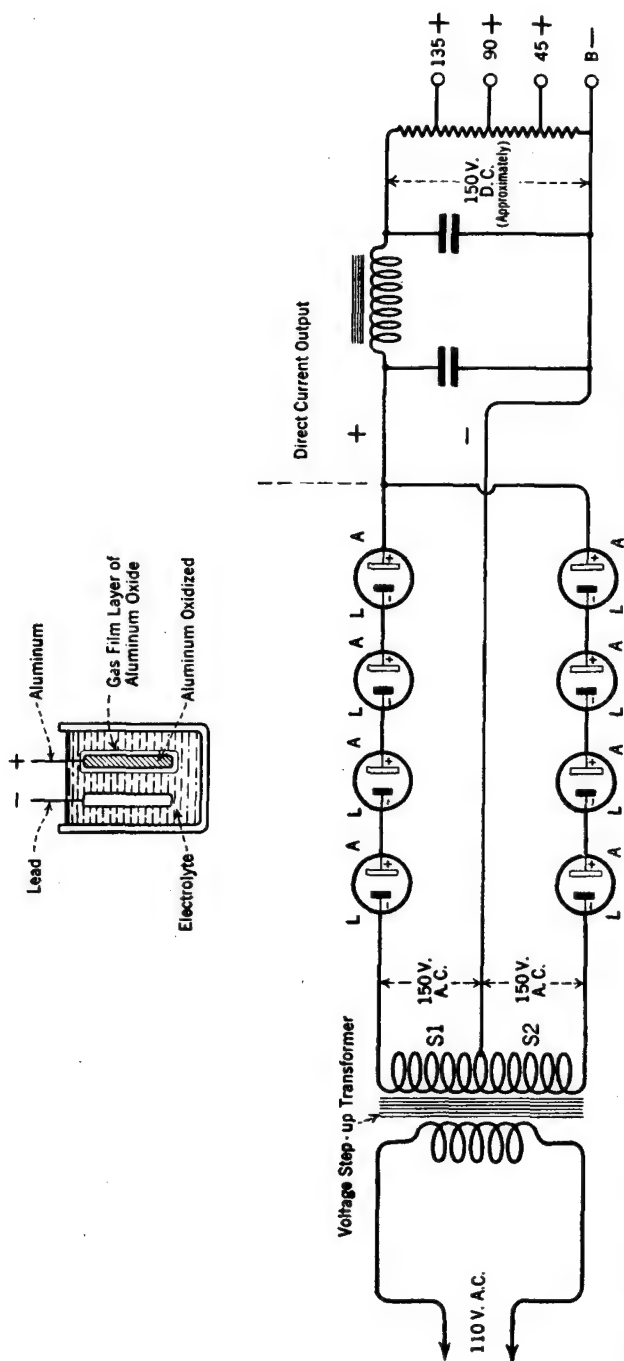 Lead
−
+
Aluminum
Gas Film Layer of
Aluminum Oxide
Aluminum Oxidized
Electrolyte
Voltage Step-up Transformer
110 V. A.C.
S1
S2
150 V.
A.C.
150 V.
A.C.
L A L A L A L A
− + − + − + − +
L A L A L A L A
− + − + − + − +
Direct Current Output
+
−
150 V.
D.C.
(Approximately)
135 +
90 +
45 +
B −